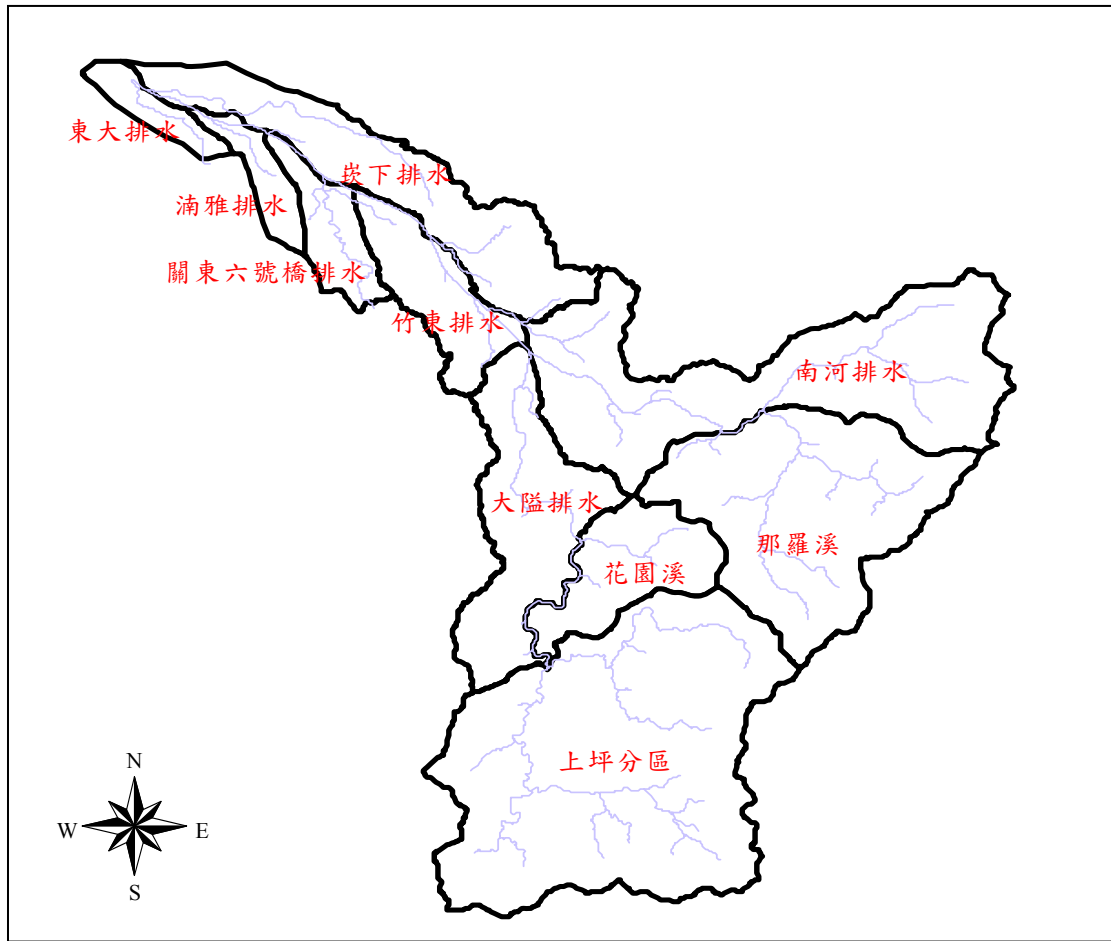 東大排水
崁下排水
湳雅排水
關東六號橋排水
竹東排水
南河排水
大隘排水
那羅溪
花園溪
上坪分區
N
W
E
S